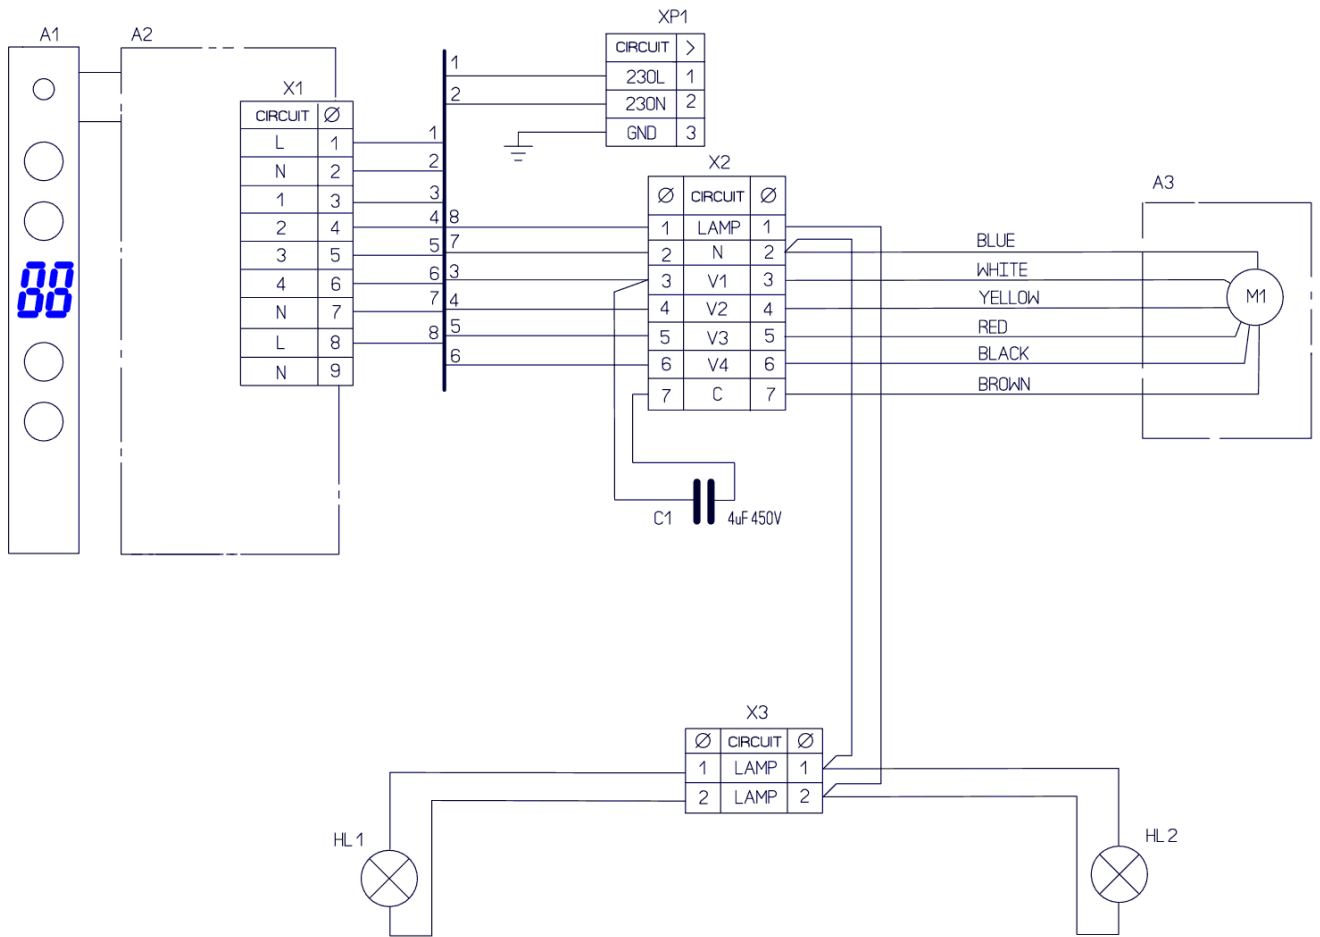 XP1
A1
A2
CIRCUIT >
230L 1
230N 2
GND 3
1
2
X1
CIRCUIT Ø
L 1
N 2
1 3
2 4
3 5
4 6
N 7
L 8
N 9
1
2
3
4 8
5 7
6 3
7 4
8 5
6
88
X2
Ø CIRCUIT Ø
1 LAMP 1
2 N 2
3 V1 3
4 V2 4
5 V3 5
6 V4 6
7 C 7
A3
BLUE
WHITE
YELLOW
RED
BLACK
BROWN
M1
C1
4uF 450V
X3
Ø CIRCUIT Ø
1 LAMP 1
2 LAMP 2
HL1
HL2